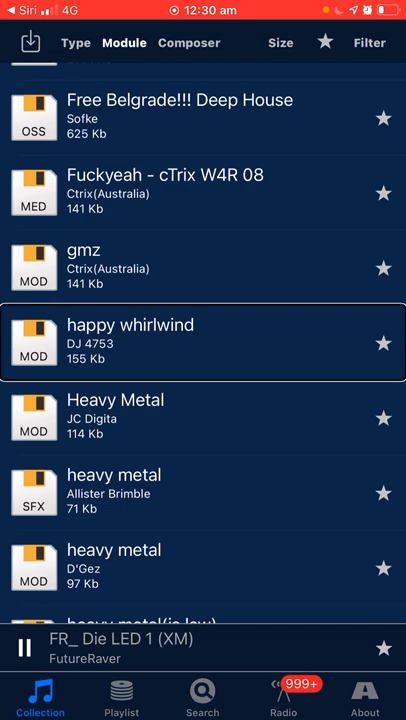 Siri 4G 12:30 am
Type Module Composer Size Filter
Free Belgrade!!! Deep House
Sofke
OSS
625 Kb
Fuckyeah - cTrix W4R 08
Ctrix(Australia)
MED
141 Kb
gmz
Ctrix(Australia)
MOD
141 Kb
happy whirlwind
DJ 4753
MOD
155 Kb
Heavy Metal
JC Digita
MOD
114 Kb
heavy metal
Allister Brimble
SFX
71 Kb
heavy metal
D'Gez
MOD
97 Kb
FR_ Die LED 1 (XM)
FutureRaver
999+
Collection Playlist Search Radio About